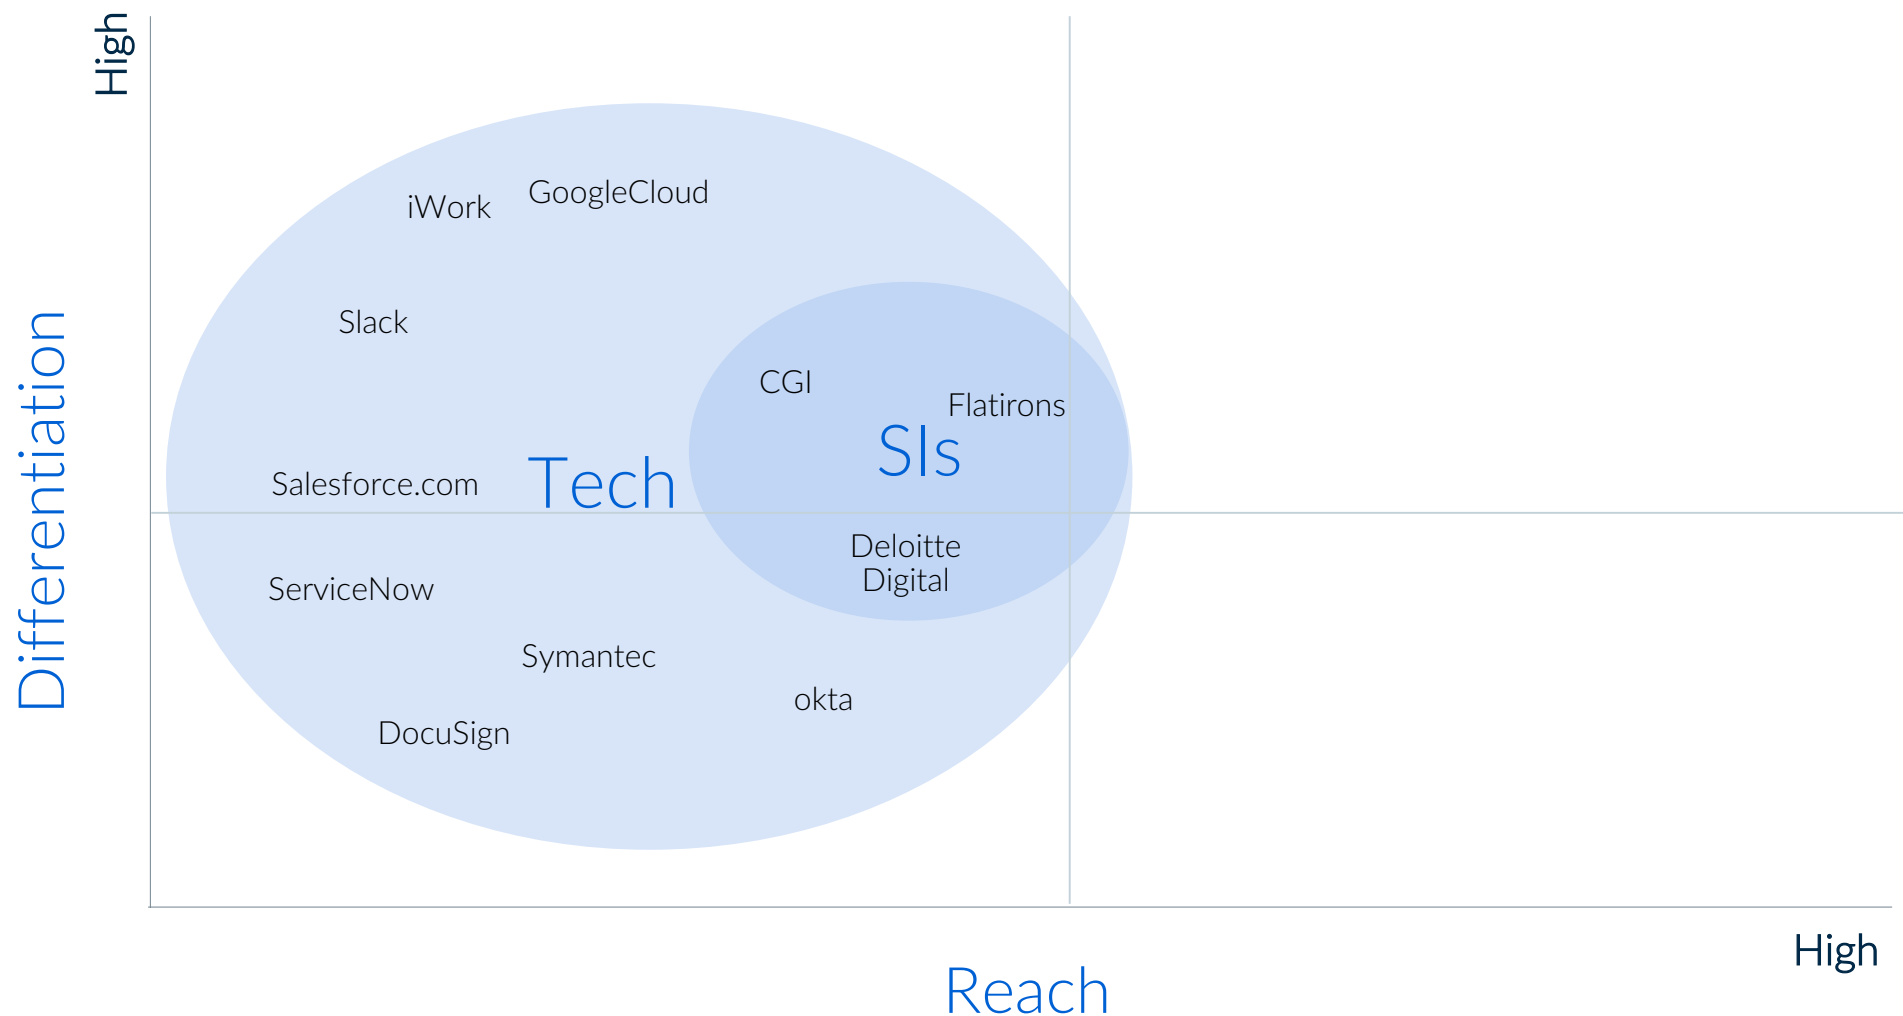 High
iWork
GoogleCloud
Slack
CGI
Flatirons
SIs
Tech
Salesforce.com
Differentiation
Deloitte
Digital
ServiceNow
Symantec
okta
DocuSign
High
Reach